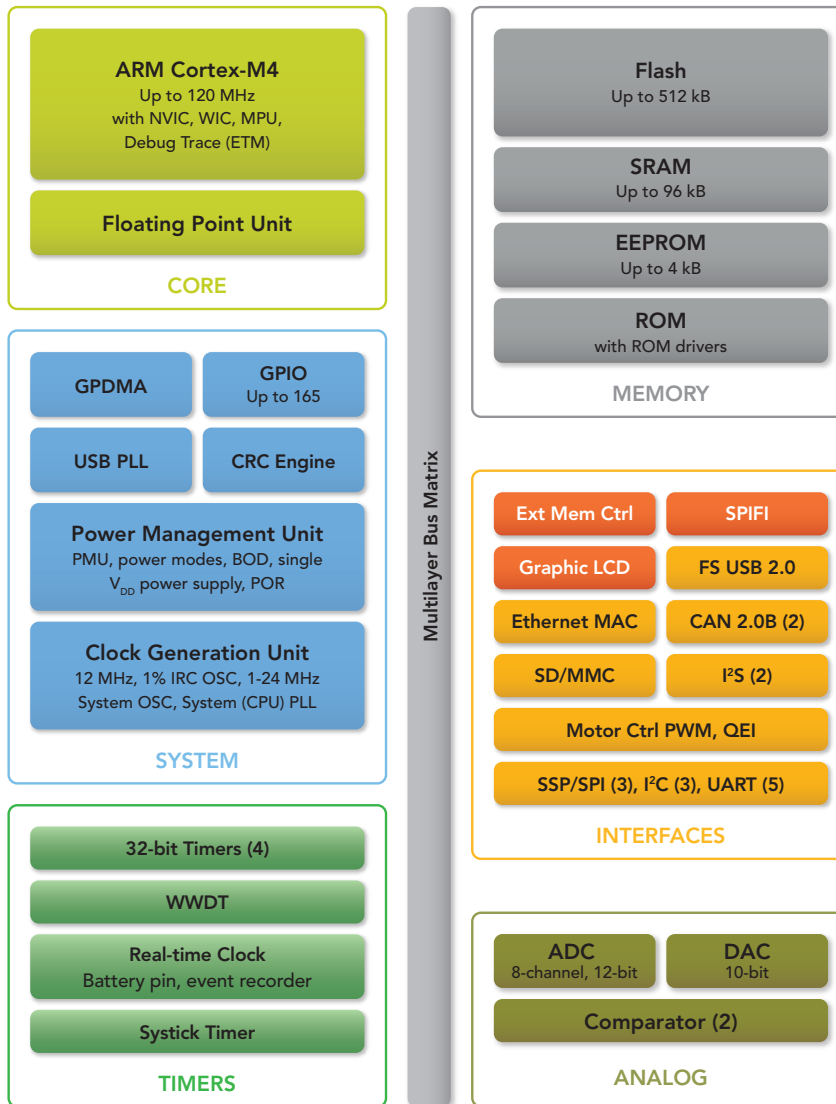 ARM Cortex-M4
Up to 120 MHz
with NVIC, WIC, MPU,
Debug Trace (ETM)
Floating Point Unit
CORE
GPDMA
GPIO
Up to 165
USB PLL
CRC Engine
Power Management Unit
PMU, power modes, BOD, single
V_DD power supply, POR
Clock Generation Unit
12 MHz, 1% IRC OSC, 1-24 MHz
System OSC, System (CPU) PLL
SYSTEM
32-bit Timers (4)
WWDT
Real-time Clock
Battery pin, event recorder
Systick Timer
TIMERS
Multilayer Bus Matrix
Flash
Up to 512 kB
SRAM
Up to 96 kB
EEPROM
Up to 4 kB
ROM
with ROM drivers
MEMORY
Ext Mem Ctrl
SPIFI
Graphic LCD
FS USB 2.0
Ethernet MAC
CAN 2.0B (2)
SD/MMC
I²S (2)
Motor Ctrl PWM, QEI
SSP/SPI (3), I²C (3), UART (5)
INTERFACES
ADC
8-channel, 12-bit
DAC
10-bit
Comparator (2)
ANALOG